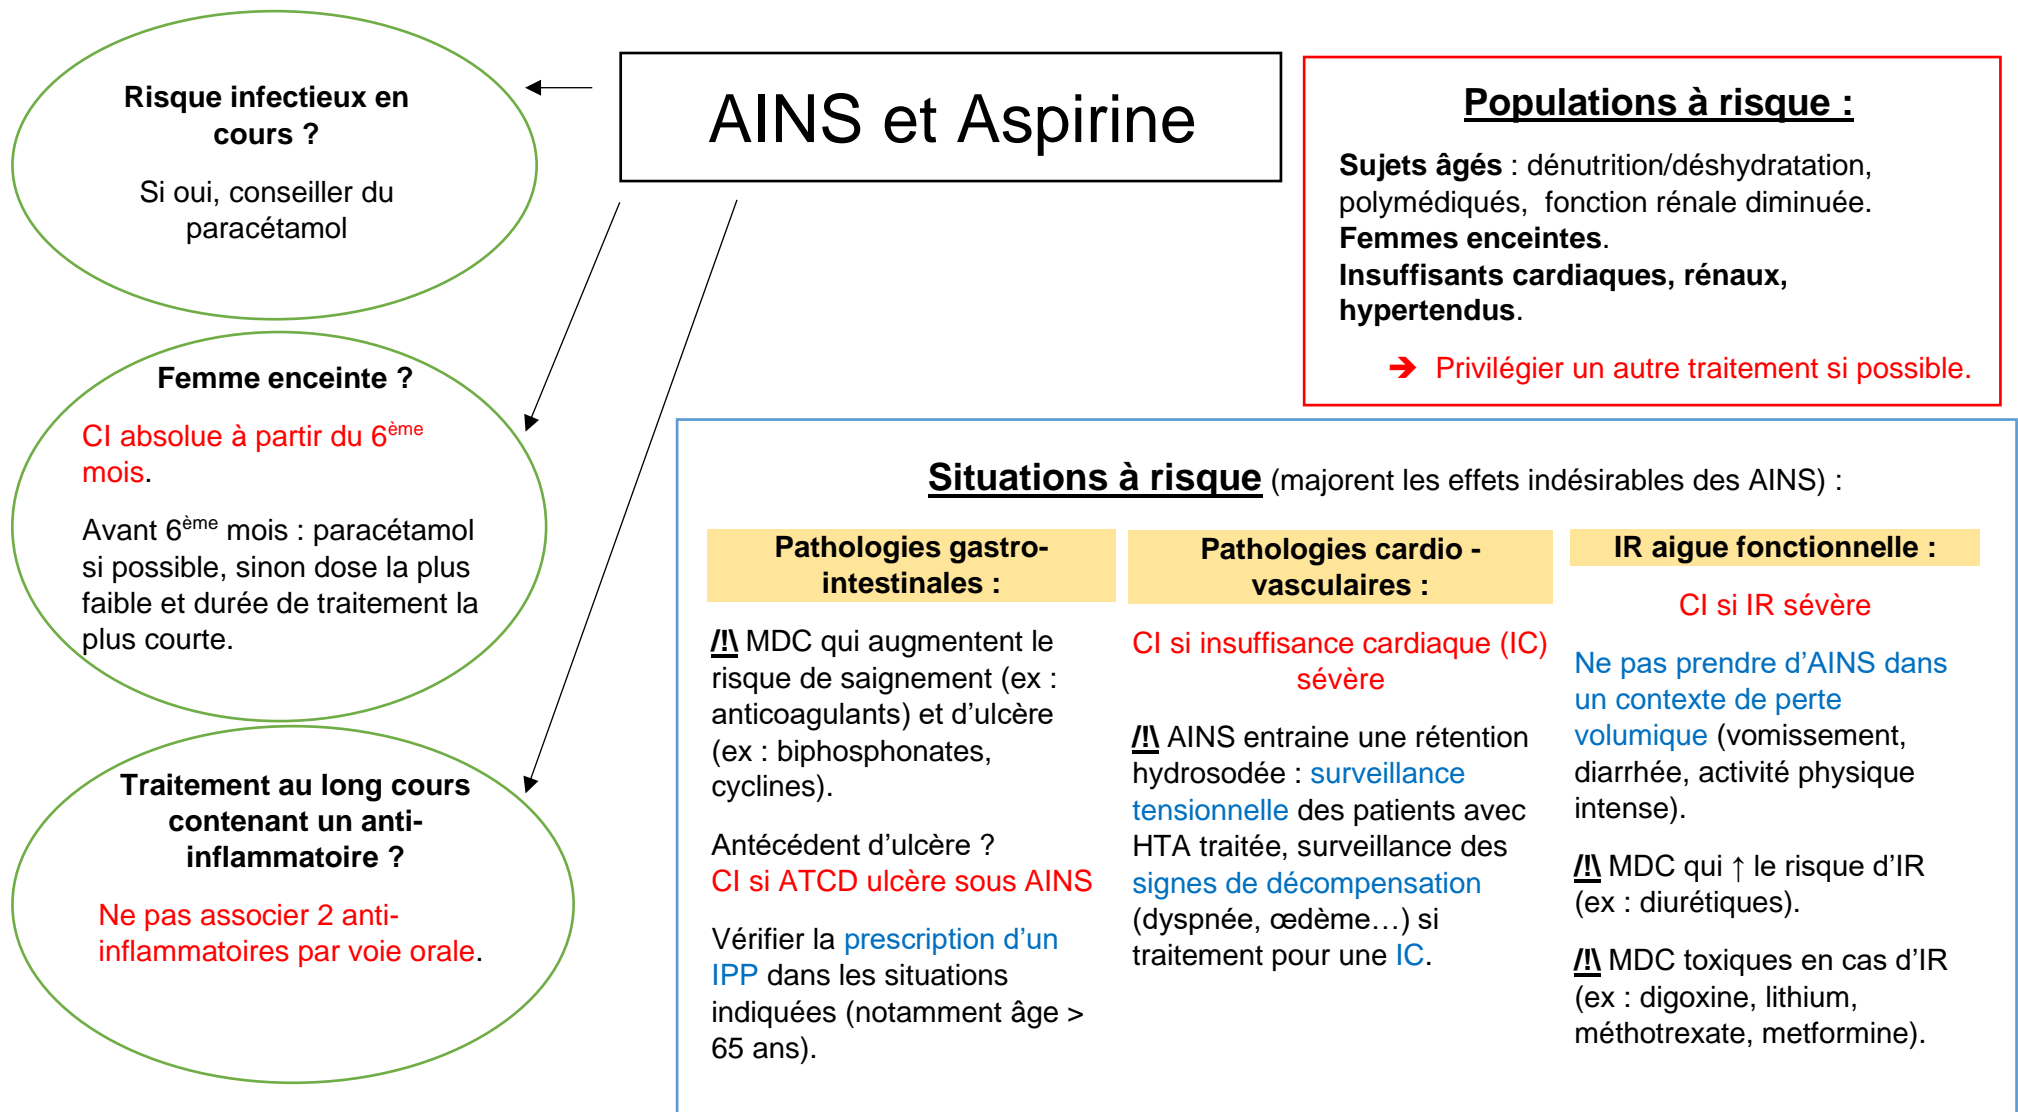 AINS et Aspirine
Risque infectieux en
cours ?
Si oui, conseiller du
paracétamol
Femme enceinte ?
CI absolue à partir du 6ème
mois.
Avant 6ème mois : paracétamol
si possible, sinon dose la plus
faible et durée de traitement la
plus courte.
Traitement au long cours
contenant un anti-
inflammatoire ?
Ne pas associer 2 anti-
inflammatoires par voie orale.
Populations à risque :
Sujets âgés : dénutrition/déshydratation,
polymédiqués, fonction rénale diminuée.
Femmes enceintes.
Insuffisants cardiaques, rénaux,
hypertendus.
➔ Privilégier un autre traitement si possible.
Situations à risque (majorent les effets indésirables des AINS) :
Pathologies gastro-
intestinales :
/!\ MDC qui augmentent le
risque de saignement (ex :
anticoagulants) et d’ulcère
(ex : biphosphonates,
cyclines).
Antécédent d’ulcère ?
CI si ATCD ulcère sous AINS
Vérifier la prescription d’un
IPP dans les situations
indiquées (notamment âge >
65 ans).
Pathologies cardio -
vasculaires :
CI si insuffisance cardiaque (IC)
sévère
/!\ AINS entraine une rétention
hydrosodée : surveillance
tensionnelle des patients avec
HTA traitée, surveillance des
signes de décompensation
(dyspnée, œdème…) si
traitement pour une IC.
IR aigue fonctionnelle :
CI si IR sévère
Ne pas prendre d’AINS dans
un contexte de perte
volumique (vomissement,
diarrhée, activité physique
intense).
/!\ MDC qui ↑ le risque d’IR
(ex : diurétiques).
/!\ MDC toxiques en cas d’IR
(ex : digoxine, lithium,
méthotrexate, metformine).